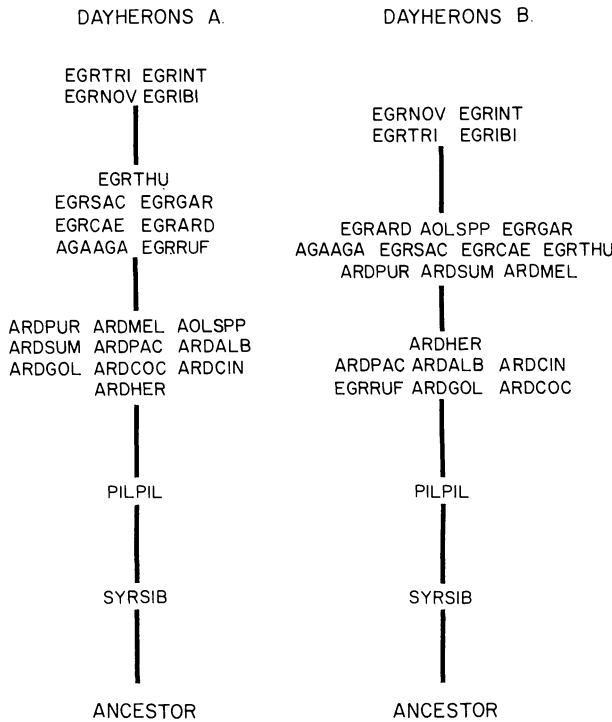 DAYHERONS A.
EGRTRI EGRINT
EGRNOV EGRIBI
EGRTHU
EGRSAC EGRGAR
EGRCAE EGRARD
AGAAGA EGRRUF
ARDPUR ARDMEL AOLSPP
ARDSUM ARDPAC ARDALB
ARDGOL ARDCOC ARDCIN
ARDHER
PILPIL
SYRSIB
ANCESTOR
DAYHERONS B.
EGRNOV EGRINT
EGRTRI EGRIBI
EGRARD AOLSPP EGRGAR
AGAAGA EGRSAC EGRCAE EGRTHU
ARDPUR ARDSUM ARDMEL
ARDHER
ARDPAC ARDALB ARDCIN
EGRRUF ARDGOL ARDCOC
PILPIL
SYRSIB
ANCESTOR